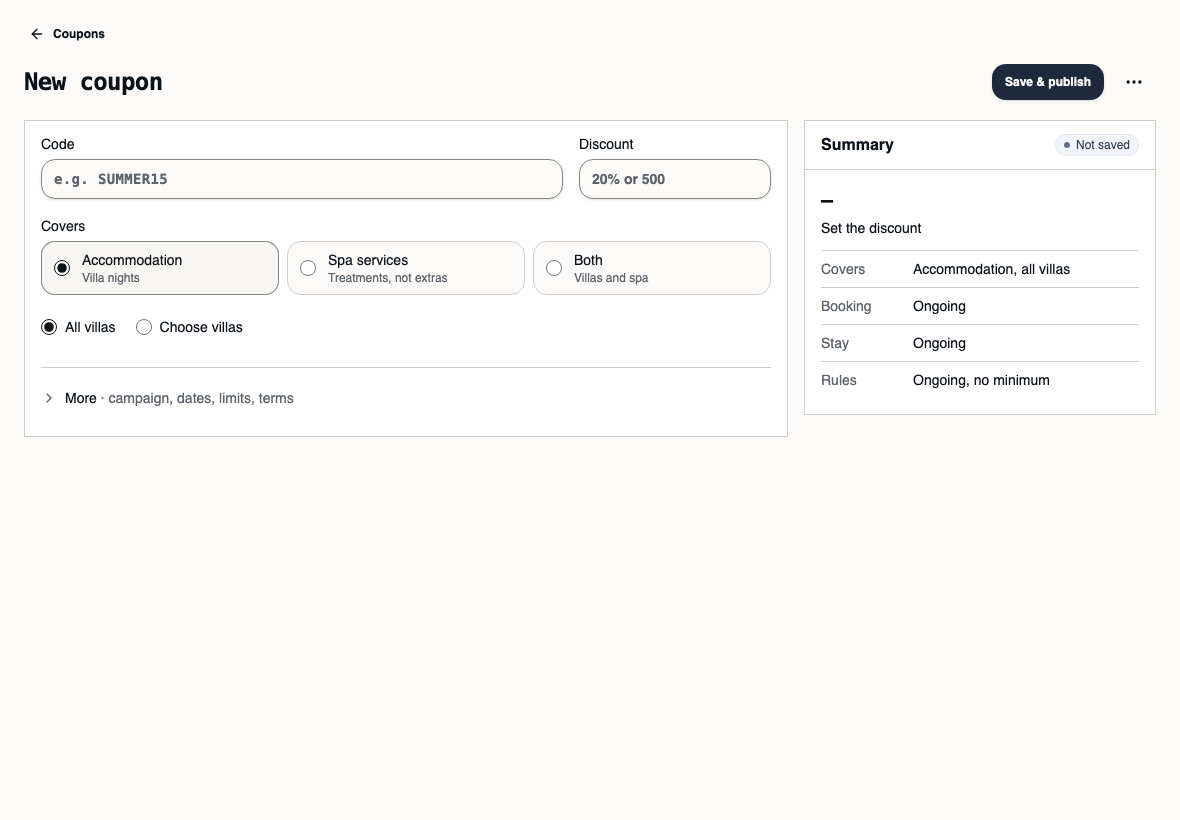 Coupons
New coupon
Save & publish
Code
Discount
e.g. SUMMER15
20% or 500
Covers
Accommodation
Villa nights
Spa services
Treatments, not extras
Both
Villas and spa
All villas
Choose villas
More · campaign, dates, limits, terms
Summary
Not saved
–
Set the discount
Covers Accommodation, all villas
Booking Ongoing
Stay Ongoing
Rules Ongoing, no minimum